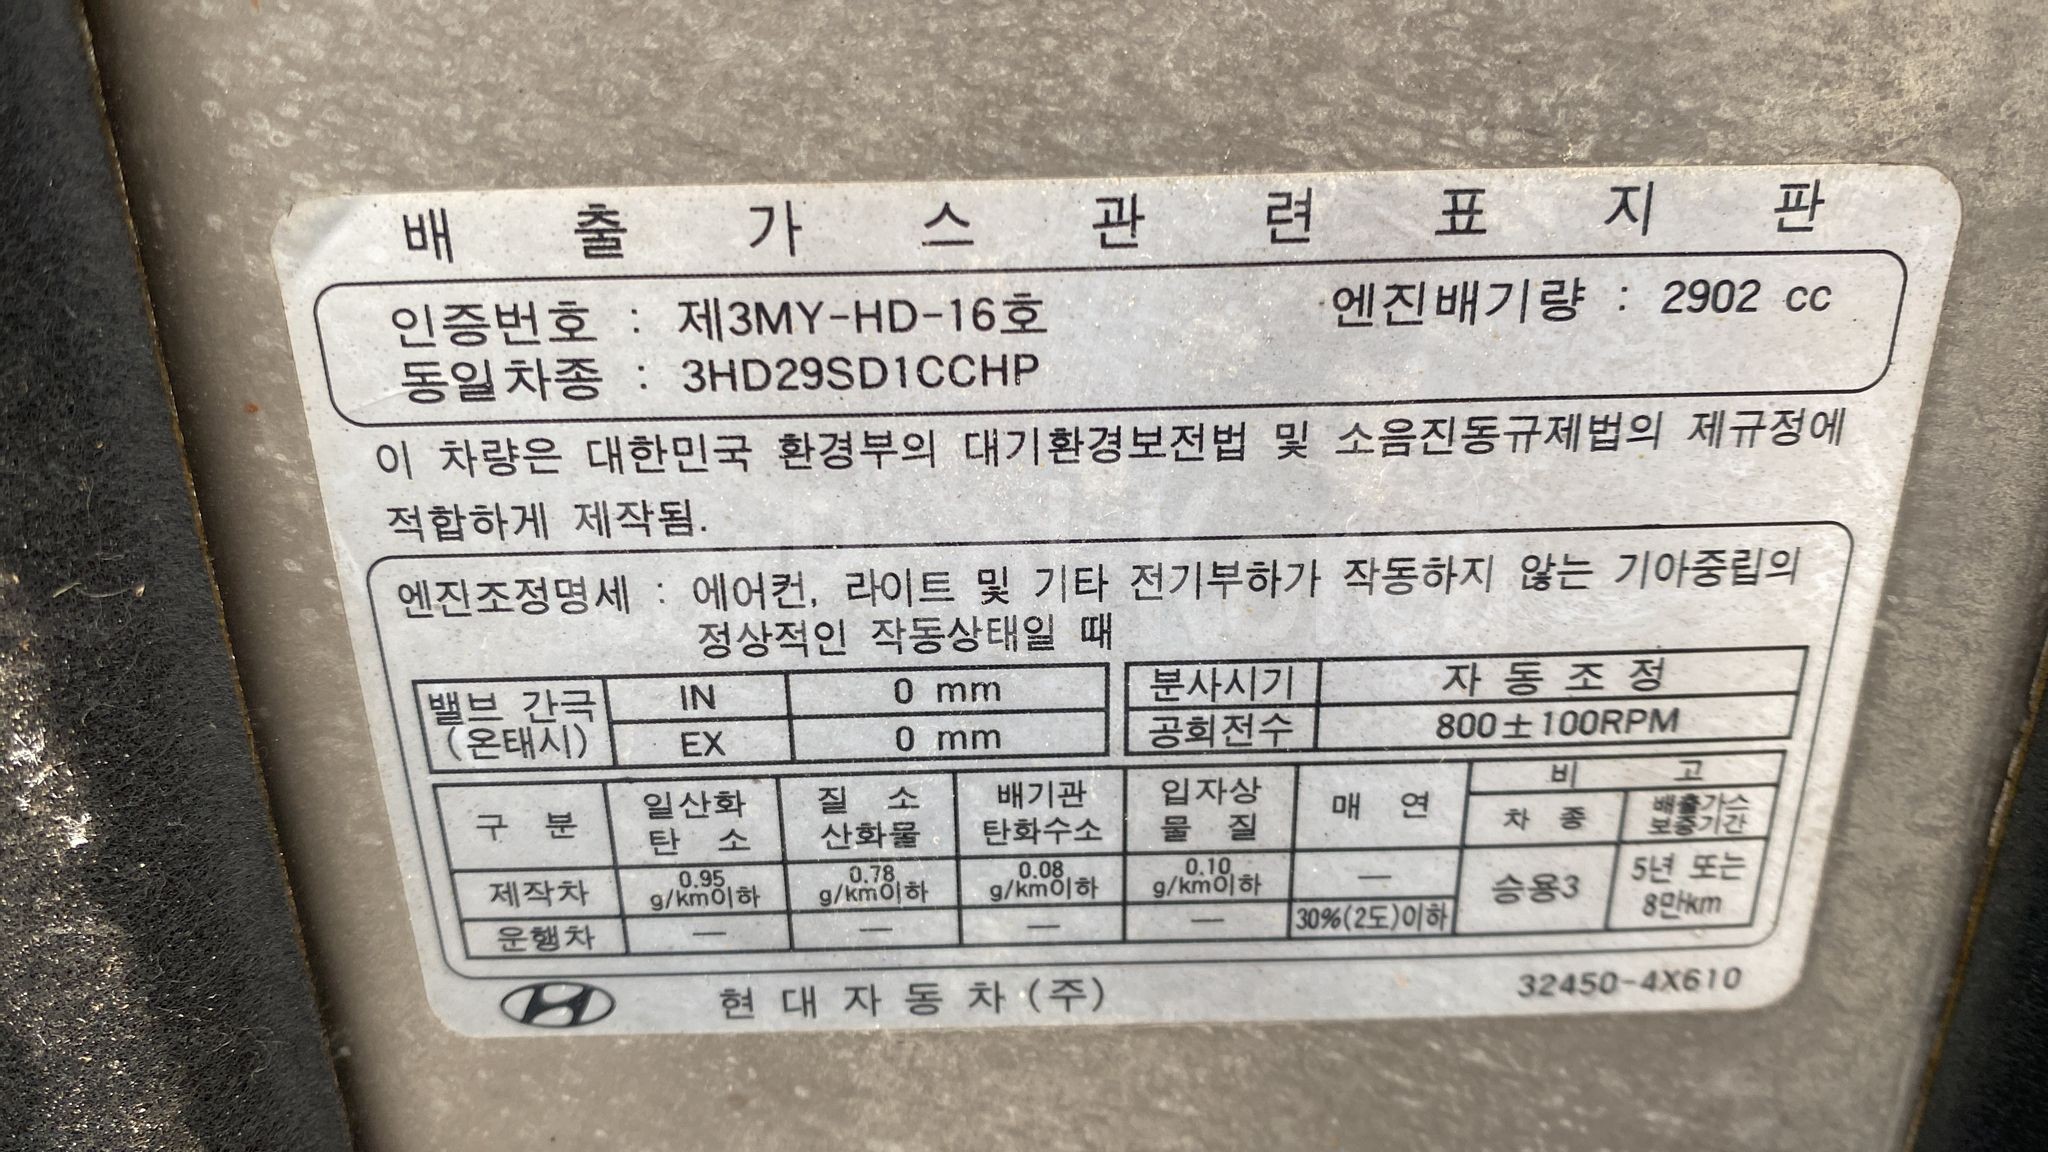 배출가스관련표지판
인증번호 : 제3MY-HD-16호 엔진배기량 : 2902 cc
동일차종 : 3HD29SD1CCHP
이 차량은 대한민국 환경부의 대기환경보전법 및 소음진동규제법의 제규정에
적합하게 제작됨.
엔진조정명세 : 에어컨, 라이트 및 기타 전기부하가 작동하지 않는 기아중립의
정상적인 작동상태일 때
밸브 간극 (온태시) IN 0 mm 분사시기 자동조정
EX 0 mm 공회전수 800±100RPM
구 분 일산화 탄 소 질 소 산화물 배기관 탄화수소 입자상 물 질 매 연 비 고
차 종 배출가스 보증기간
제작차 0.95 g/km이하 0.78 g/km이하 0.08 g/km이하 0.10 g/km이하 — 승용3 5년 또는 8만km
운행차 — — — — 30%(2도)이하
현대자동차(주) 32450-4X610